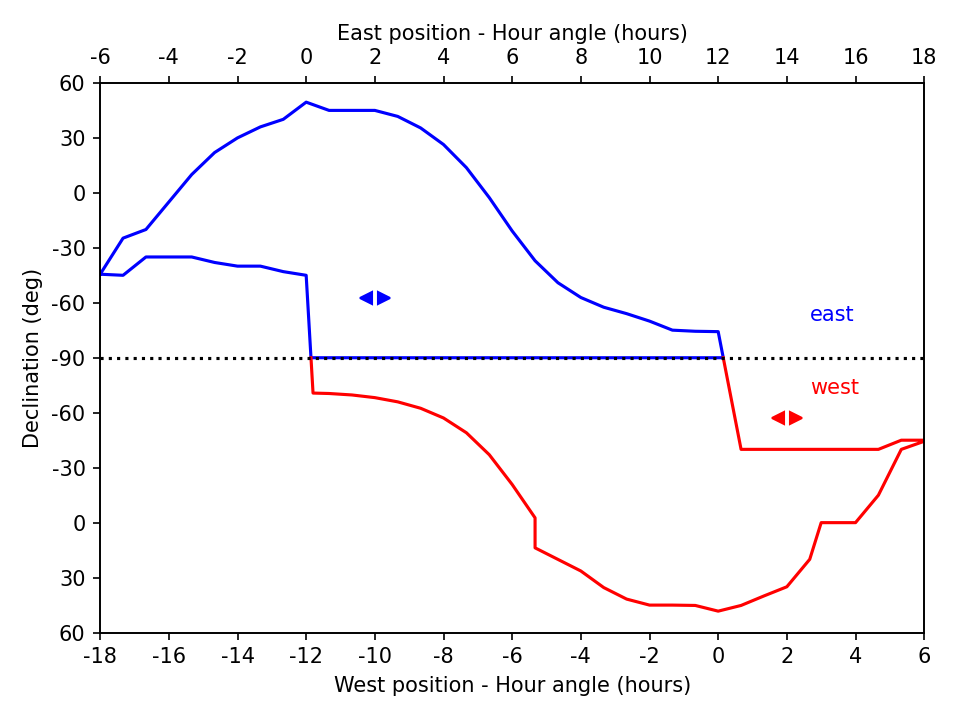 East position - Hour angle (hours)
-6 -4 -2 0 2 4 6 8 10 12 14 16 18
60
30
0
-30
-60
-90
-60
-30
0
30
60
Declination (deg)
east
west
-18 -16 -14 -12 -10 -8 -6 -4 -2 0 2 4 6
West position - Hour angle (hours)